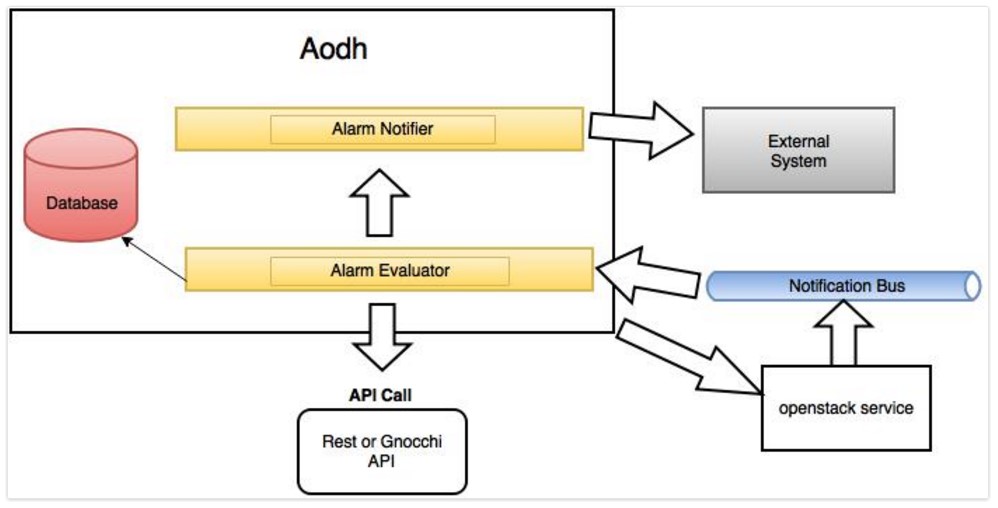 Aodh
Alarm Notifier
External
System
Database
Alarm Evaluator
Notification Bus
API Call
openstack service
Rest or Gnocchi
API